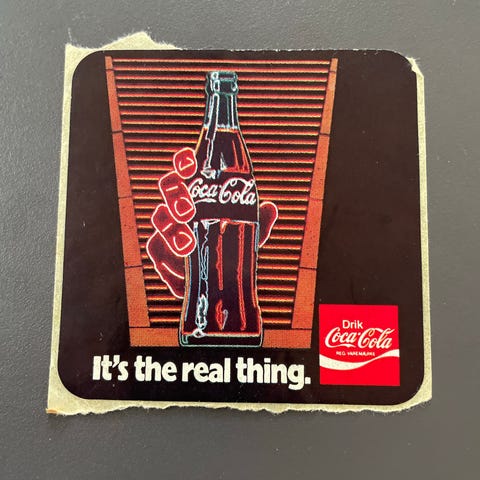 Coca-Cola
It's the real thing.
Drik
Coca-Cola
REG. VAREMÆRKE